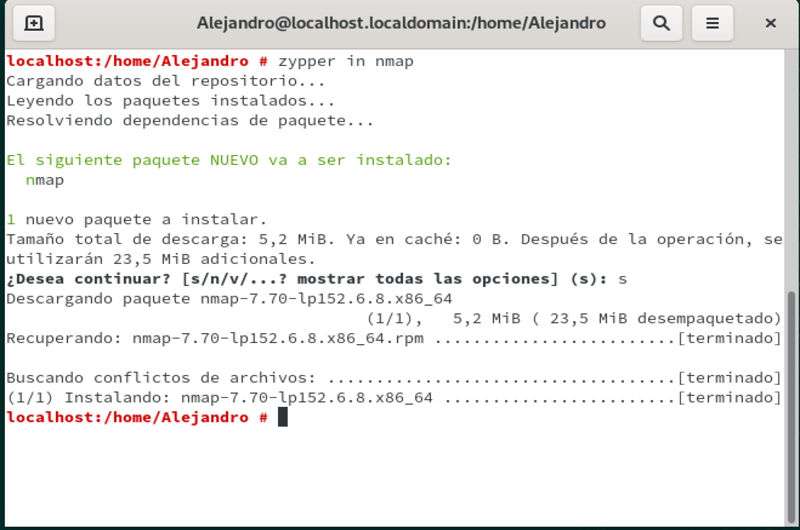 Alejandro@localhost.localdomain:/home/Alejandro
localhost:/home/Alejandro # zypper in nmap
Cargando datos del repositorio...
Leyendo los paquetes instalados...
Resolviendo dependencias de paquete...
El siguiente paquete NUEVO va a ser instalado:
nmap
1 nuevo paquete a instalar.
Tamaño total de descarga: 5,2 MiB. Ya en caché: 0 B. Después de la operación, se
utilizarán 23,5 MiB adicionales.
¿Desea continuar? [s/n/v/...? mostrar todas las opciones] (s): s
Descargando paquete nmap-7.70-lp152.6.8.x86_64
(1/1),   5,2 MiB ( 23,5 MiB desempaquetado)
Recuperando: nmap-7.70-lp152.6.8.x86_64.rpm ........................[terminado]
Buscando conflictos de archivos: ...................................[terminado]
(1/1) Instalando: nmap-7.70-lp152.6.8.x86_64 .......................[terminado]
localhost:/home/Alejandro #